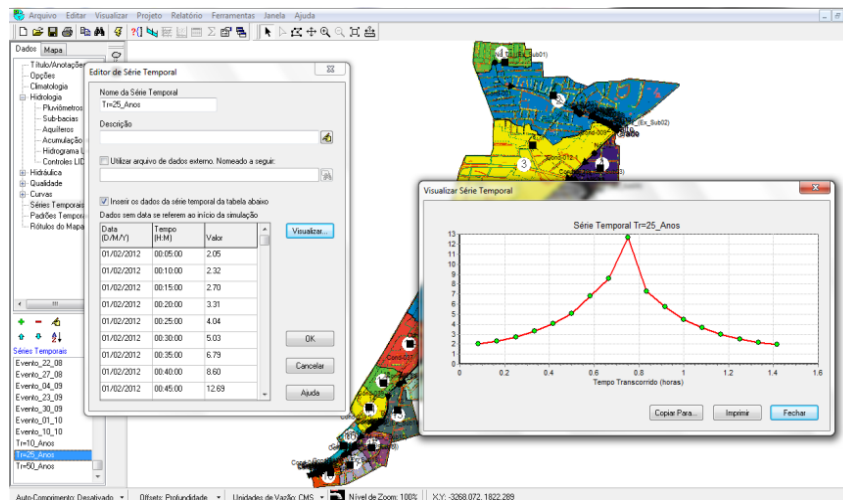 Arquivo Editar Visualizar Projeto Relatório Ferramentas Janela Ajuda
Dados Mapa
Título/Anotações
Opções
Climatologia
Hidrologia
Pluviômetros
Sub-bacias
Aquíferos
Acumulação
Hidrograma
Controles LID
Hidráulica
Qualidade
Curvas
Séries Temporais
Padrões Tempora
Rótulos do Mapa
Séries Temporais
Evento_22_08
Evento_27_08
Evento_04_09
Evento_23_09
Evento_30_09
Evento_01_10
Evento_10_10
Tr=10_Anos
Tr=25_Anos
Tr=50_Anos
Editor de Série Temporal
Nome da Série Temporal
Tr=25_Anos
Descrição
Utilizar arquivo de dados externo. Nomeado a seguir:
Inserir os dados da série temporal da tabela abaixo
Dados sem data se referem ao início da simulação
Data (D/M/Y) Tempo (H:M) Valor
01/02/2012 00:05:00 2.05
01/02/2012 00:10:00 2.32
01/02/2012 00:15:00 2.70
01/02/2012 00:20:00 3.31
01/02/2012 00:25:00 4.04
01/02/2012 00:30:00 5.03
01/02/2012 00:35:00 6.79
01/02/2012 00:40:00 8.60
01/02/2012 00:45:00 12.69
Visualizar...
OK
Cancelar
Ajuda
3
Visualizar Série Temporal
Série Temporal Tr=25_Anos
13
12
11
10
9
8
7
6
5
4
3
2
1
0
0 0.2 0.4 0.6 0.8 1 1.2 1.4 1.6
Tempo Transcorrido (horas)
Copiar Para... Imprimir Fechar
Auto-Comprimento: Desativado Offsets: Profundidade Unidades de Vazão: CMS Nível de Zoom: 100% X,Y: -3268.072, 1822.289